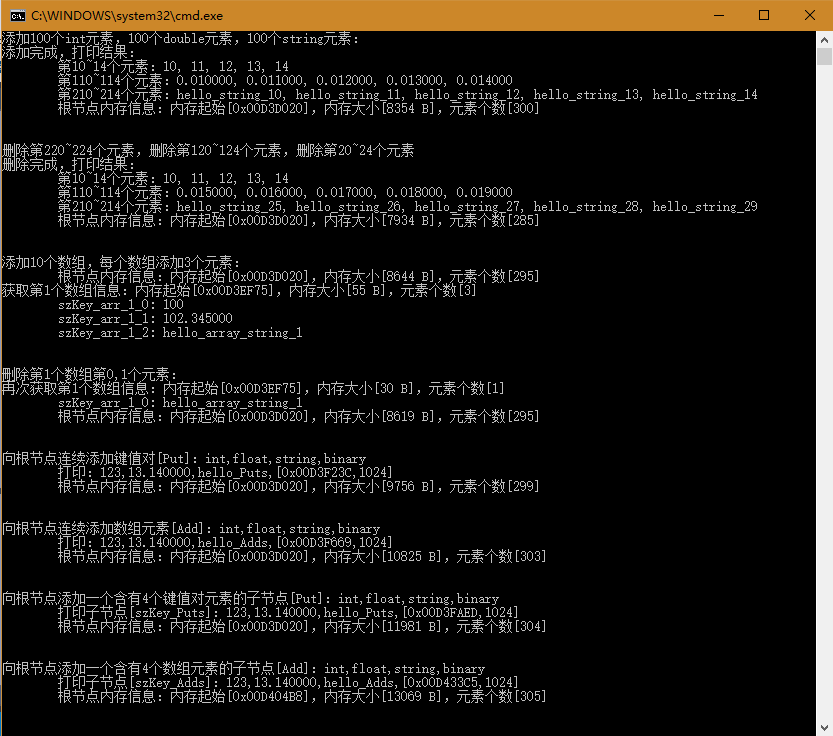 C:\WINDOWS\system32\cmd.exe
添加100个int元素，100个double元素，100个string元素：
添加完成，打印结果：
第10~14个元素：10, 11, 12, 13, 14
第110~114个元素：0.010000, 0.011000, 0.012000, 0.013000, 0.014000
第210~214个元素：hello_string_10, hello_string_11, hello_string_12, hello_string_13, hello_string_14
根节点内存信息：内存起始[0x00D3D020]，内存大小[8354 B]，元素个数[300]
删除第220~224个元素，删除第120~124个元素，删除第20~24个元素
删除完成，打印结果：
第10~14个元素：10, 11, 12, 13, 14
第110~114个元素：0.015000, 0.016000, 0.017000, 0.018000, 0.019000
第210~214个元素：hello_string_25, hello_string_26, hello_string_27, hello_string_28, hello_string_29
根节点内存信息：内存起始[0x00D3D020]，内存大小[7934 B]，元素个数[285]
添加10个数组，每个数组添加3个元素：
根节点内存信息：内存起始[0x00D3D020]，内存大小[8644 B]，元素个数[295]
获取第1个数组信息：内存起始[0x00D3EF75]，内存大小[55 B]，元素个数[3]
szKey_arr_1_0: 100
szKey_arr_1_1: 102.345000
szKey_arr_1_2: hello_array_string_1
删除第1个数组第0,1个元素：
再次获取第1个数组信息：内存起始[0x00D3EF75]，内存大小[30 B]，元素个数[1]
szKey_arr_1_0: hello_array_string_1
根节点内存信息：内存起始[0x00D3D020]，内存大小[8619 B]，元素个数[295]
向根节点连续添加键值对[Put]：int,float,string,binary
打印：123,13.140000,hello_Puts,[0x00D3F23C,1024]
根节点内存信息：内存起始[0x00D3D020]，内存大小[9756 B]，元素个数[299]
向根节点连续添加数组元素[Add]：int,float,string,binary
打印：123,13.140000,hello_Adds,[0x00D3F669,1024]
根节点内存信息：内存起始[0x00D3D020]，内存大小[10825 B]，元素个数[303]
向根节点添加一个含有4个键值对元素的子节点[Put]：int,float,string,binary
打印子节点[szKey_Puts]：123,13.140000,hello_Puts,[0x00D3FAED,1024]
根节点内存信息：内存起始[0x00D3D020]，内存大小[11981 B]，元素个数[304]
向根节点添加一个含有4个数组元素的子节点[Add]：int,float,string,binary
打印子节点[szKey_Adds]：123,13.140000,hello_Adds,[0x00D433C5,1024]
根节点内存信息：内存起始[0x00D404B8]，内存大小[13069 B]，元素个数[305]